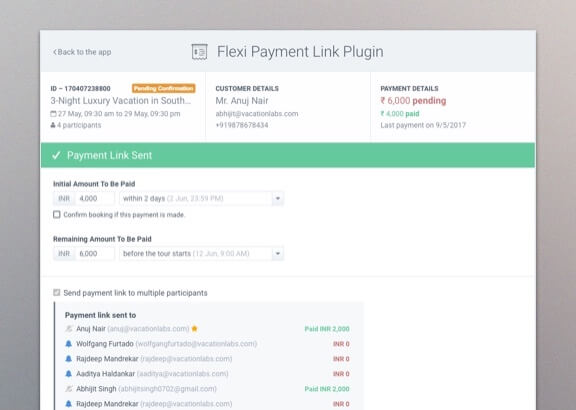 Back to the app
Flexi Payment Link Plugin
ID – 170407238800
Pending Confirmation
3-Night Luxury Vacation in South...
27 May, 09:30 am to 29 May, 09:30 pm
4 participants
CUSTOMER DETAILS
Mr. Anuj Nair
abhijit@vacationlabs.com
+919878678434
PAYMENT DETAILS
₹ 6,000 pending
₹ 4,000 paid
Last payment on 9/5/2017
Payment Link Sent
Initial Amount To Be Paid
INR 4,000 within 2 days (2 Jun, 23:59 PM)
Confirm booking if this payment is made.
Remaining Amount To Be Paid
INR 6,000 before the tour starts (12 Jun, 9:00 AM)
Send payment link to multiple participants
Payment link sent to
Anuj Nair (anuj@vacationlabs.com) Paid INR 2,000
Wolfgang Furtado (wolfgangfurtado@vacationlabs.com) INR 0
Rajdeep Mandrekar (rajdeep@vacationlabs.com) INR 0
Aaditya Haldankar (aaditya@vacationlabs.com) INR 0
Abhijit Singh (abhijitsingh0702@gmail.com) Paid INR 2,000
Rajdeep Mandrekar (rajdeep@vacationlabs.com) INR 0